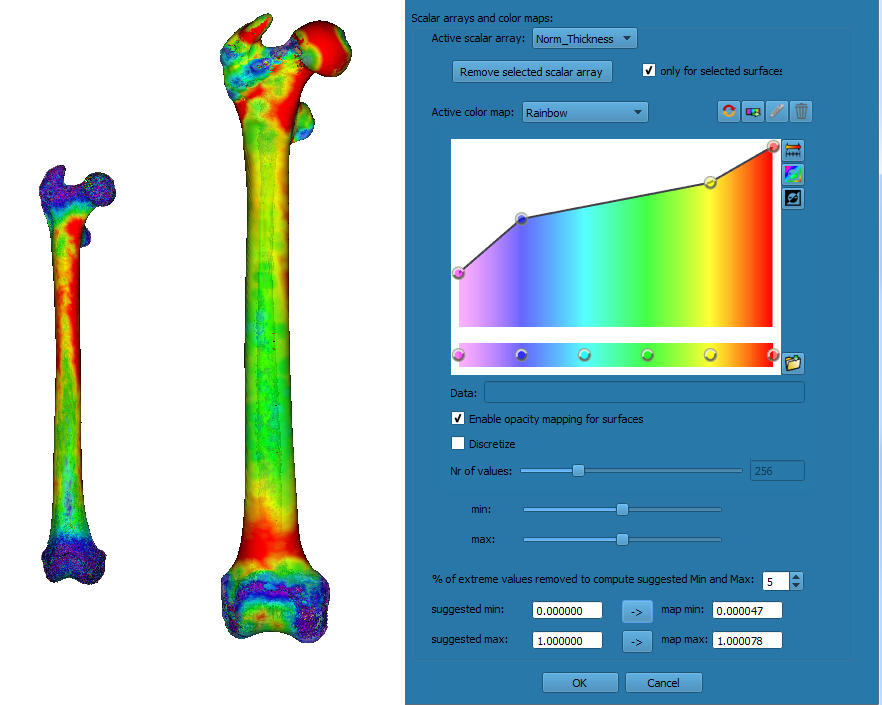 Scalar arrays and color maps:
Active scalar array: Norm_Thickness
Remove selected scalar array only for selected surfaces
Active color map: Rainbow
Data:
Enable opacity mapping for surfaces
Discretize
Nr of values: 256
min:
max:
% of extreme values removed to compute suggested Min and Max: 5
suggested min: 0.000000 -> map min: 0.000047
suggested max: 1.000000 -> map max: 1.000078
OK Cancel